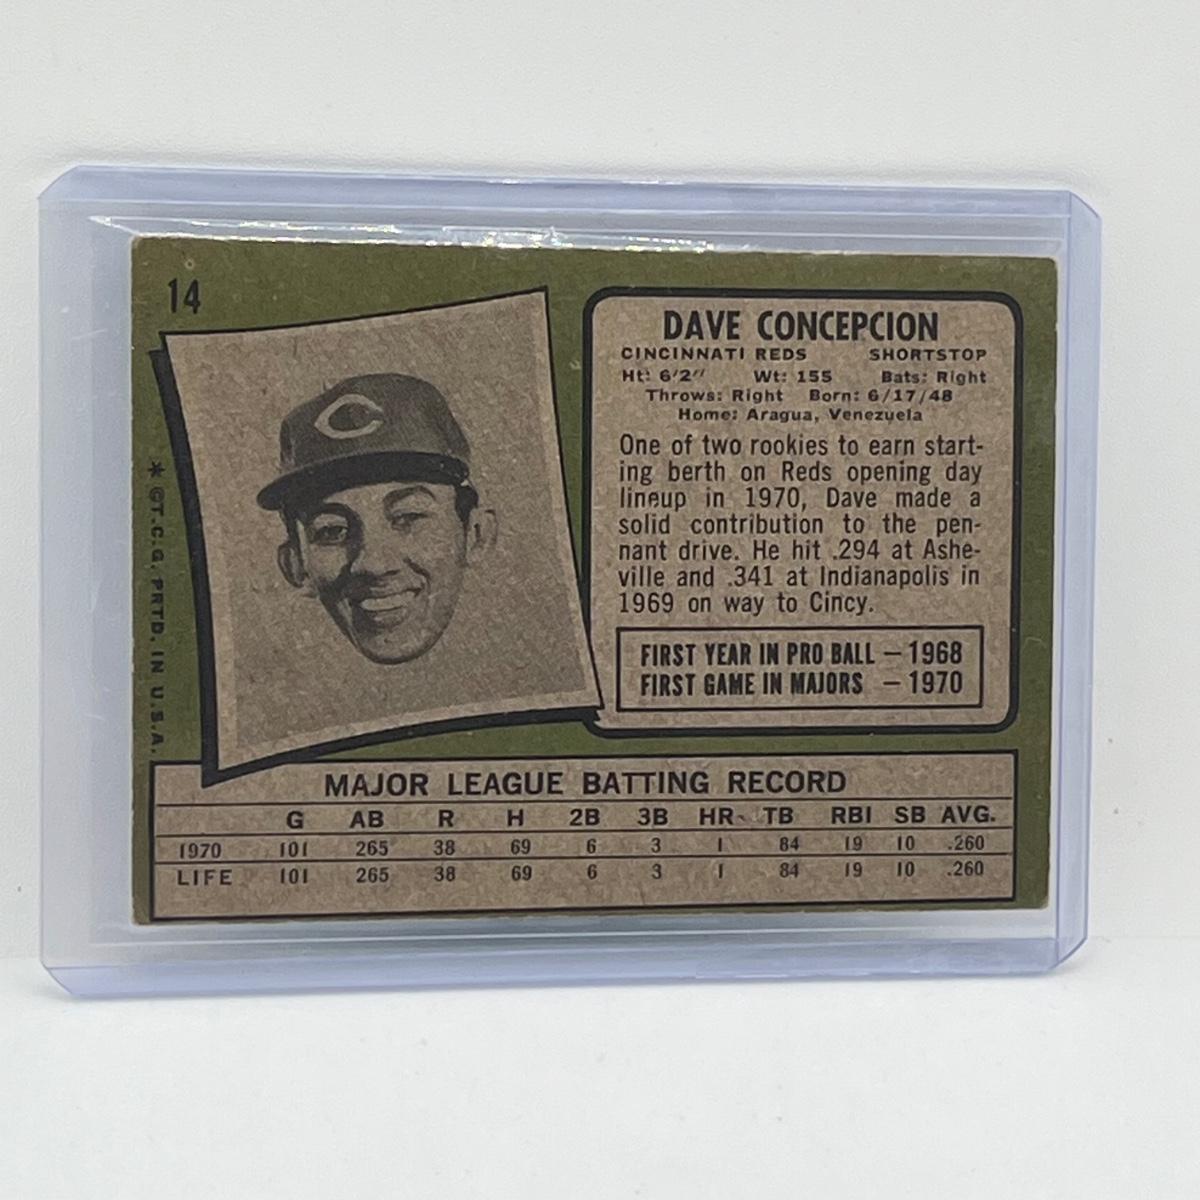 14
DAVE CONCEPCION
CINCINNATI REDS SHORTSTOP
Ht: 6'2" Wt: 155 Bats: Right
Throws: Right Born: 6/17/48
Home: Aragua, Venezuela
One of two rookies to earn start-
ing berth on Reds opening day
lineup in 1970, Dave made a
solid contribution to the pen-
nant drive. He hit .294 at Ashe-
ville and .341 at Indianapolis in
1969 on way to Cincy.
FIRST YEAR IN PRO BALL — 1968
FIRST GAME IN MAJORS — 1970
* ©T.C.G. PRTD. IN U.S.A.
C
MAJOR LEAGUE BATTING RECORD
G AB R H 2B 3B HR TB RBI SB AVG.
1970 101 265 38 69 6 3 1 84 19 10 .260
LIFE 101 265 38 69 6 3 1 84 19 10 .260